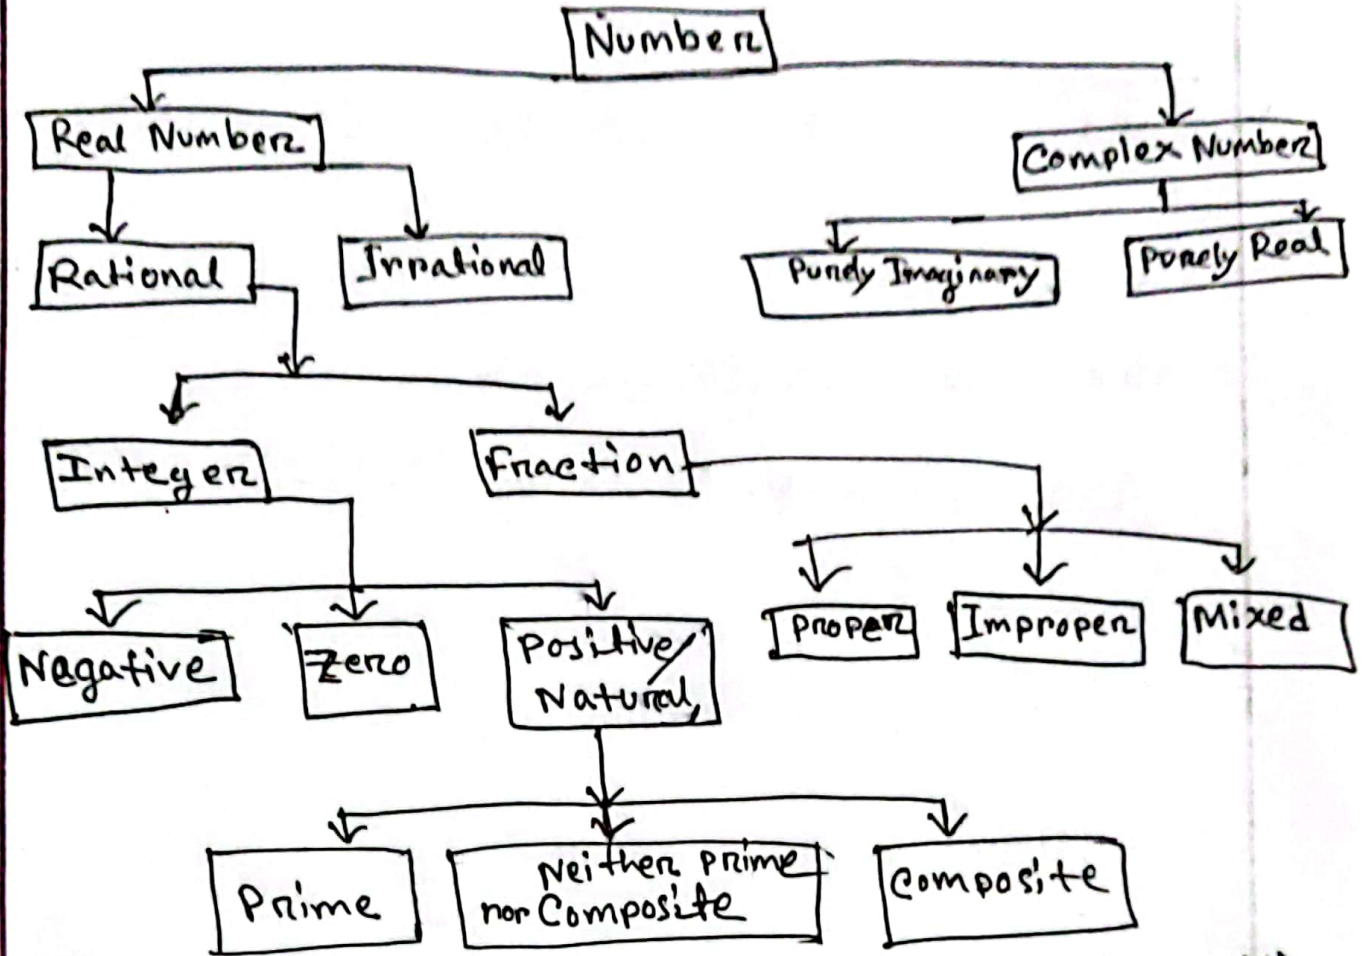 Number
Real Number
Complex Number
Rational
Irrational
Purely Imaginary
Purely Real
Integer
Fraction
Negative
Zero
Positive/
Natural
Proper
Improper
Mixed
Prime
Neither prime
nor Composite
Composite